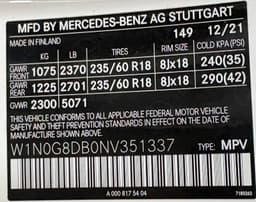 MFD BY MERCEDES-BENZ AG STUTTGART
MADE IN FINLAND 149 12/21
KG LB TIRES RIM SIZE COLD KPA (PSI)
GAWR FRONT 1075 2370 235/60 R18 8Jx18 240(35)
GAWR REAR 1225 2701 235/60 R18 8Jx18 290(42)
GVWR 2300 5071
THIS VEHICLE CONFORMS TO ALL APPLICABLE FEDERAL MOTOR VEHICLE
SAFETY STANDARDS IN EFFECT ON THE DATE OF MANUFACTURE SHOWN ABOVE.
W1N0G8DB0NV351337 TYPE: MPV
A 000 817 54 04